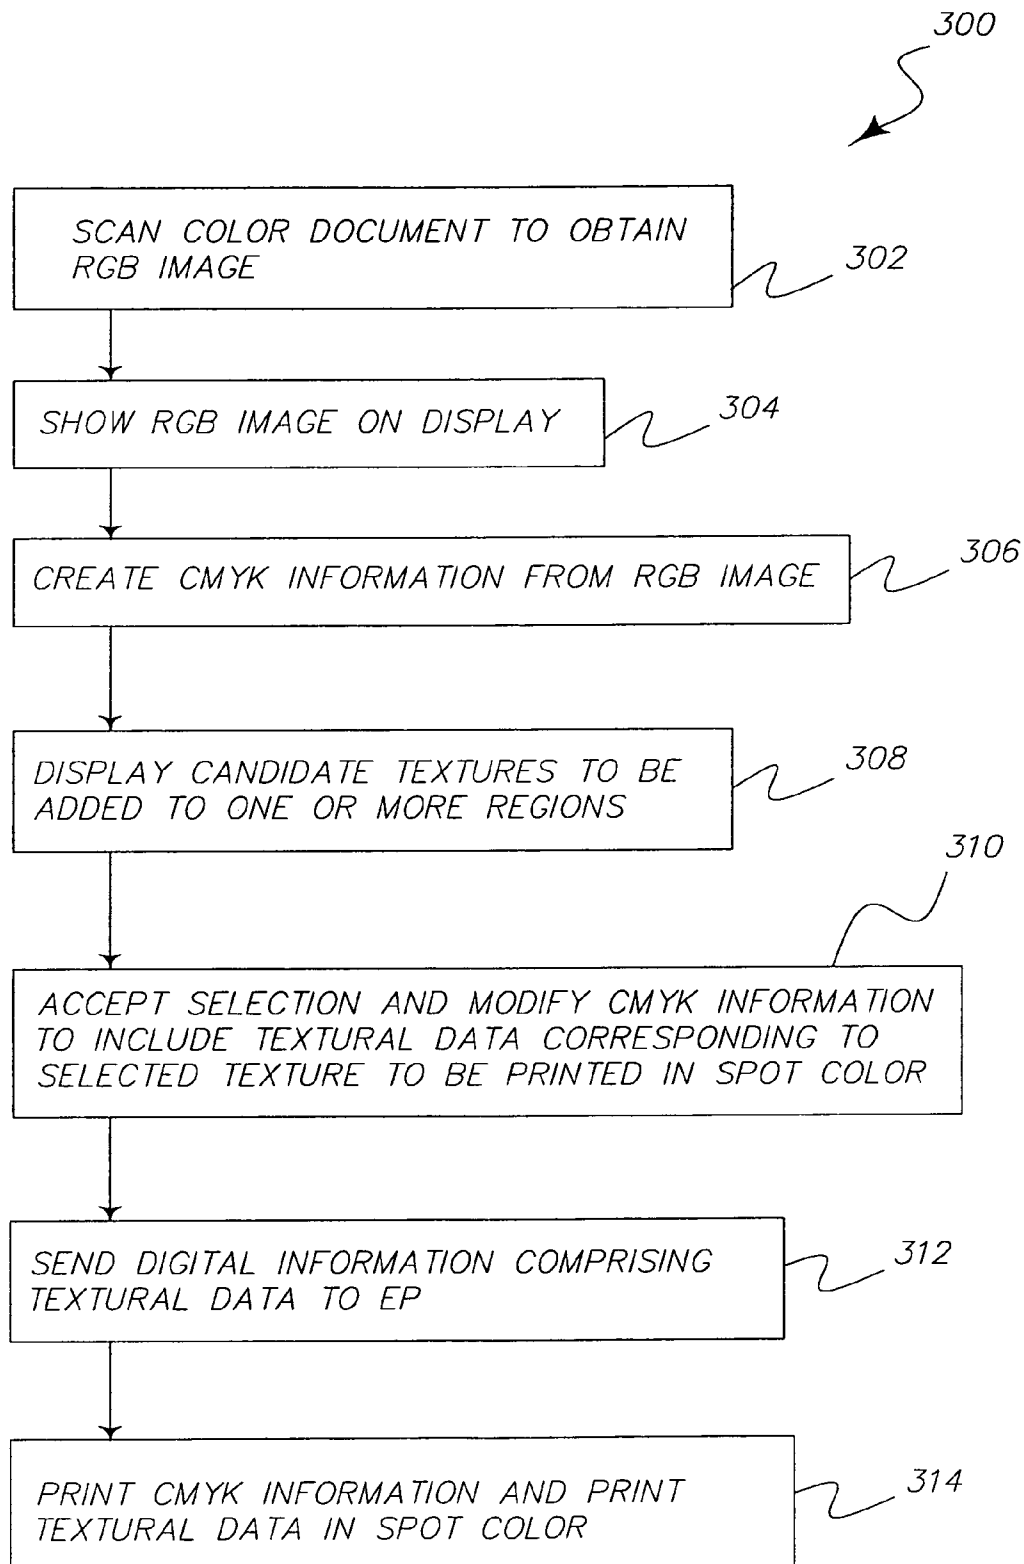 300
SCAN COLOR DOCUMENT TO OBTAIN
RGB IMAGE
302
SHOW RGB IMAGE ON DISPLAY
304
CREATE CMYK INFORMATION FROM RGB IMAGE
306
DISPLAY CANDIDATE TEXTURES TO BE
ADDED TO ONE OR MORE REGIONS
308
310
ACCEPT SELECTION AND MODIFY CMYK INFORMATION
TO INCLUDE TEXTURAL DATA CORRESPONDING TO
SELECTED TEXTURE TO BE PRINTED IN SPOT COLOR
SEND DIGITAL INFORMATION COMPRISING
TEXTURAL DATA TO EP
312
PRINT CMYK INFORMATION AND PRINT
TEXTURAL DATA IN SPOT COLOR
314